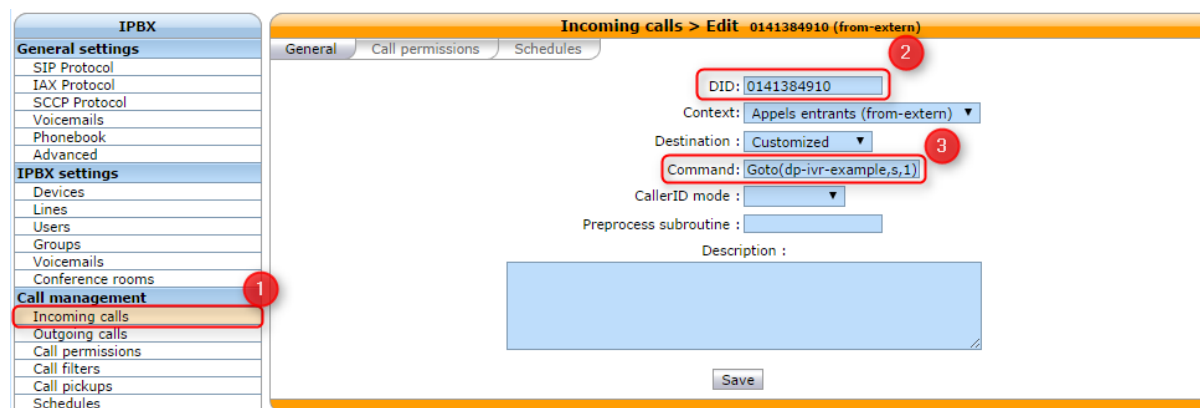 IPBX
General settings
SIP Protocol
IAX Protocol
SCCP Protocol
Voicemails
Phonebook
Advanced
IPBX settings
Devices
Lines
Users
Groups
Voicemails
Conference rooms
Call management
1
Incoming calls
Outgoing calls
Call permissions
Call filters
Call pickups
Schedules
Incoming calls > Edit 0141384910 (from-extern)
General Call permissions Schedules
2
DID: 0141384910
Context: Appels entrants (from-extern)
Destination : Customized
3
Command: Goto(dp-ivr-example,s,1)
CallerID mode :
Preprocess subroutine :
Description :
Save